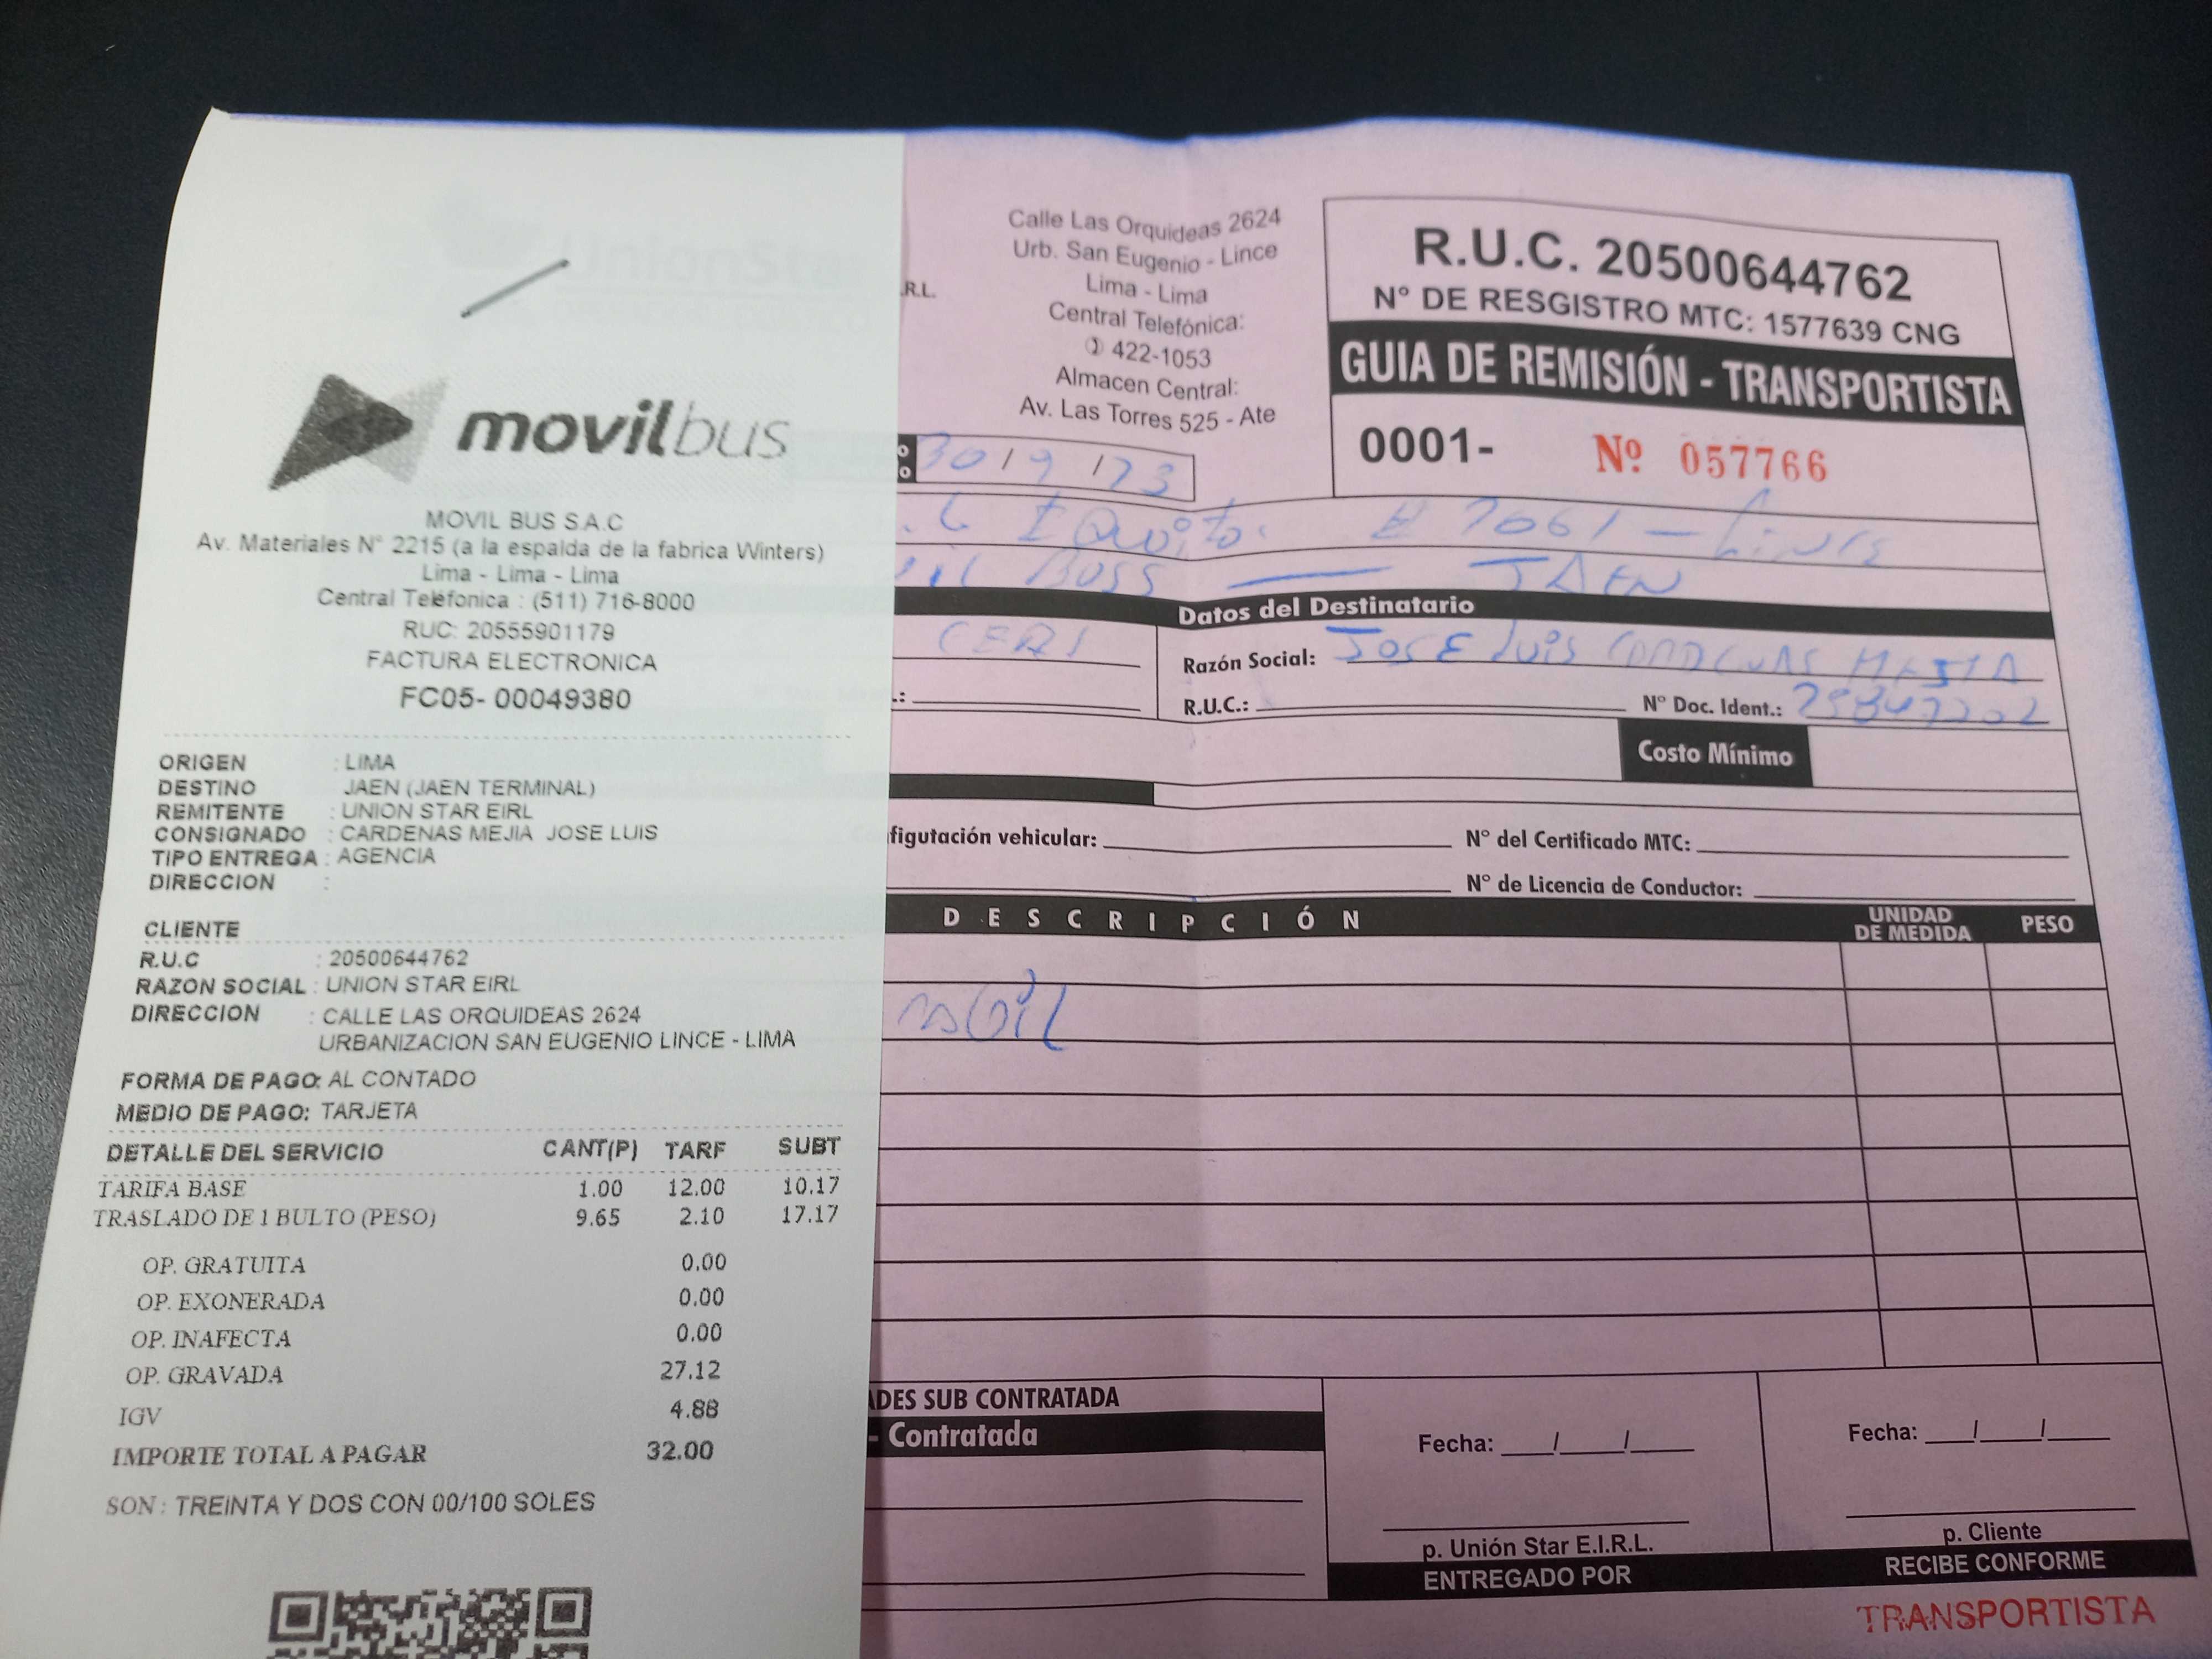 movilbus
MOVIL BUS S.A.C
Av. Materiales N° 2215 (a la espalda de la fabrica Winters)
Lima - Lima - Lima
Central Teléfonica : (511) 716-8000
RUC: 20555901179
FACTURA ELECTRONICA
FC05- 00049380
ORIGEN : LIMA
DESTINO JAEN (JAEN TERMINAL)
REMITENTE : UNION STAR EIRL
CONSIGNADO : CARDENAS MEJIA JOSE LUIS
TIPO ENTREGA : AGENCIA
DIRECCION :
CLIENTE
R.U.C : 20500644762
RAZON SOCIAL : UNION STAR EIRL
DIRECCION : CALLE LAS ORQUIDEAS 2624
URBANIZACION SAN EUGENIO LINCE - LIMA
FORMA DE PAGO: AL CONTADO
MEDIO DE PAGO: TARJETA
DETALLE DEL SERVICIO CANT(P) TARF SUBT
TARIFA BASE 1.00 12.00 10.17
TRASLADO DE 1 BULTO (PESO) 9.65 2.10 17.17
OP. GRATUITA 0.00
OP. EXONERADA 0.00
OP. INAFECTA 0.00
OP. GRAVADA 27.12
IGV 4.88
IMPORTE TOTAL A PAGAR 32.00
SON : TREINTA Y DOS CON 00/100 SOLES
.R.L.
Calle Las Orquideas 2624
Urb. San Eugenio - Lince
Lima - Lima
Central Telefónica:
422-1053
Almacen Central:
Av. Las Torres 525 - Ate
R.U.C. 20500644762
N° DE RESGISTRO MTC: 1577639 CNG
GUIA DE REMISIÓN - TRANSPORTISTA
0001- Nº 057766
JAEN
Datos del Destinatario
Razón Social: JOSE LUIS
R.U.C.: N° Doc. Ident.:
Costo Mínimo
figutación vehicular: N° del Certificado MTC:
N° de Licencia de Conductor:
DESCRIPCIÓN UNIDAD DE MEDIDA PESO
ADES SUB CONTRATADA
- Contratada
Fecha: / /
p. Unión Star E.I.R.L.
ENTREGADO POR
Fecha: / /
p. Cliente
RECIBE CONFORME
TRANSPORTISTA